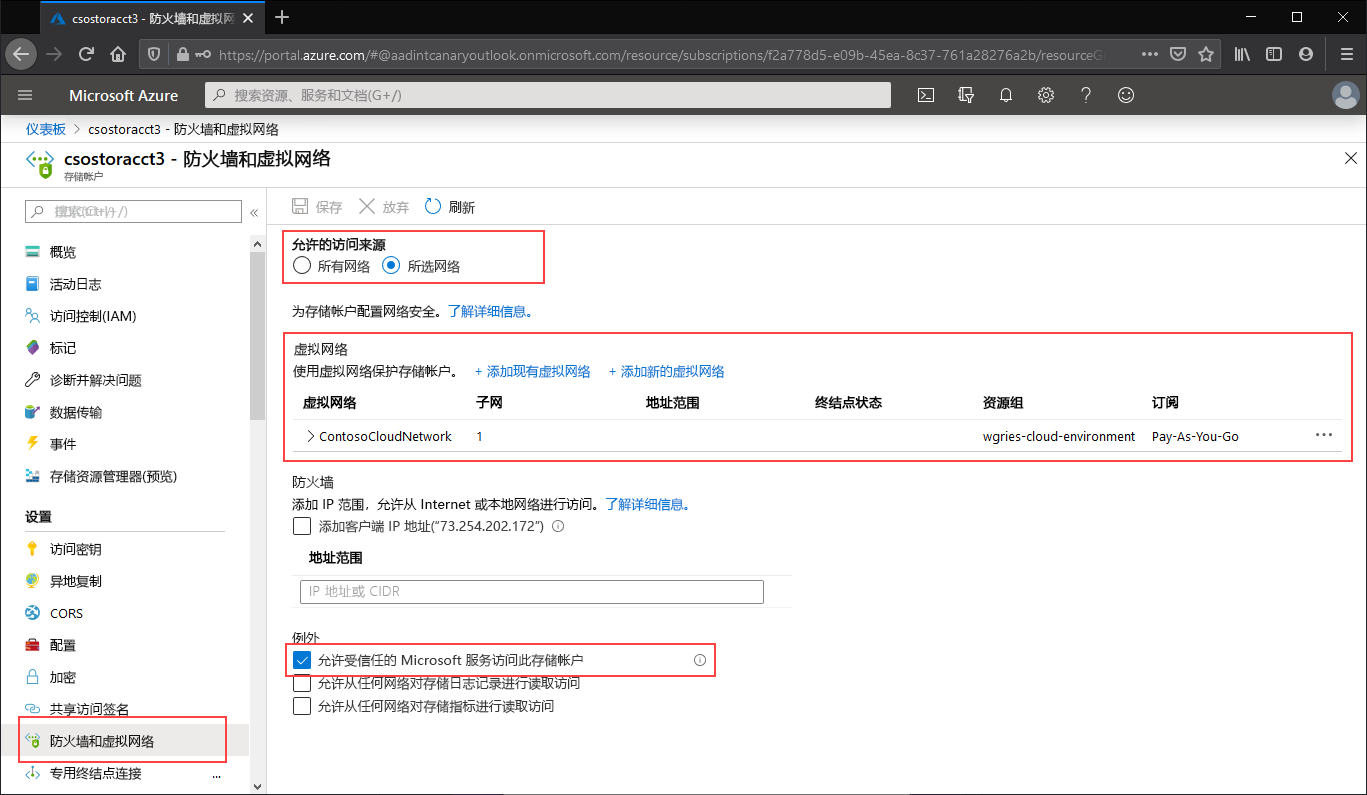 csostoracct3 - 防火墙和虚拟网
https://portal.azure.com/#@aadintcanaryoutlook.onmicrosoft.com/resource/subscriptions/f2a778d5-e09b-45ea-8c37-761a28276a2b/resourceG
Microsoft Azure
搜索资源、服务和文档(G+/)
仪表板 > csostoracct3 - 防火墙和虚拟网络
csostoracct3 - 防火墙和虚拟网络
存储帐户
搜索(Ctrl+/)
«
概览
活动日志
访问控制(IAM)
标记
诊断并解决问题
数据传输
事件
存储资源管理器(预览)
设置
访问密钥
异地复制
CORS
配置
加密
共享访问签名
防火墙和虚拟网络
专用终结点连接
...
保存 放弃 刷新
允许的访问来源
所有网络 所选网络
为存储帐户配置网络安全。了解详细信息。
虚拟网络
使用虚拟网络保护存储帐户。 + 添加现有虚拟网络 + 添加新的虚拟网络
虚拟网络 子网 地址范围 终结点状态 资源组 订阅
ContosoCloudNetwork 1 wgries-cloud-environment Pay-As-You-Go ...
防火墙
添加 IP 范围，允许从 Internet 或本地网络进行访问。了解详细信息。
添加客户端 IP 地址(“73.254.202.172”)
地址范围
IP 地址或 CIDR
例外
允许受信任的 Microsoft 服务访问此存储帐户
允许从任何网络对存储日志记录进行读取访问
允许从任何网络对存储指标进行读取访问